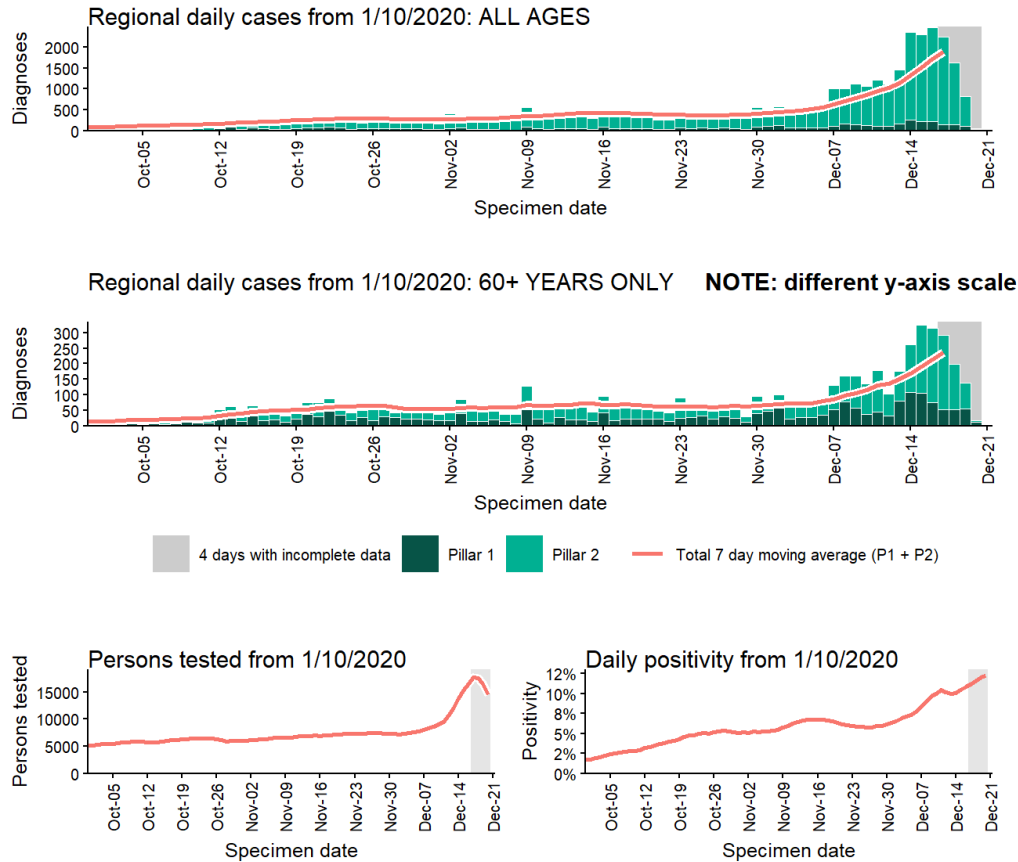 Regional daily cases from 1/10/2020: ALL AGES
Diagnoses
2000
1500
1000
500
0
Oct-05
Oct-12
Oct-19
Oct-26
Nov-02
Nov-09
Nov-16
Nov-23
Nov-30
Dec-07
Dec-14
Dec-21
Specimen date
Regional daily cases from 1/10/2020: 60+ YEARS ONLY NOTE: different y-axis scale
Diagnoses
300
250
200
150
100
50
0
Oct-05
Oct-12
Oct-19
Oct-26
Nov-02
Nov-09
Nov-16
Nov-23
Nov-30
Dec-07
Dec-14
Dec-21
Specimen date
4 days with incomplete data
Pillar 1
Pillar 2
Total 7 day moving average (P1 + P2)
Persons tested from 1/10/2020
Persons tested
15000
10000
5000
0
Oct-05
Oct-12
Oct-19
Oct-26
Nov-02
Nov-09
Nov-16
Nov-23
Nov-30
Dec-07
Dec-14
Dec-21
Specimen date
Daily positivity from 1/10/2020
Positivity
12%
10%
8%
5%
2%
0%
Oct-05
Oct-12
Oct-19
Oct-26
Nov-02
Nov-09
Nov-16
Nov-23
Nov-30
Dec-07
Dec-14
Dec-21
Specimen date